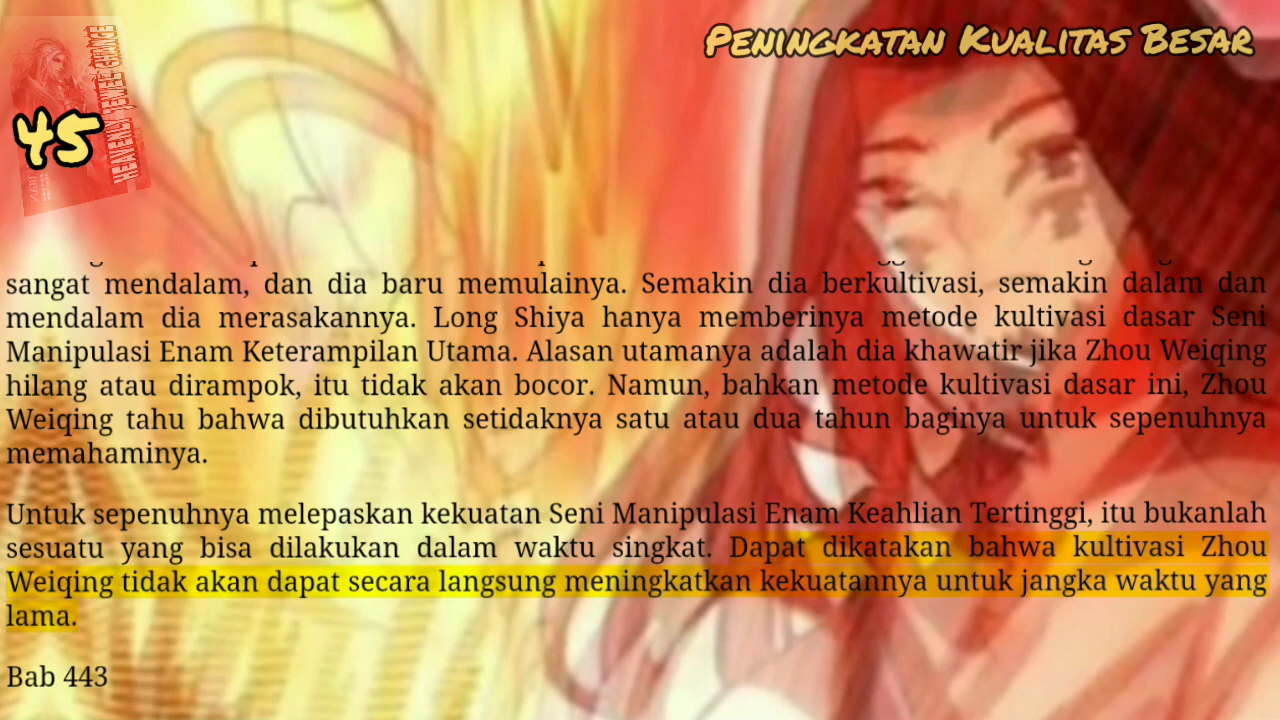 Peningkatan Kualitas Besar
HEAVENLY JEWEL CHANGE
45
sangat mendalam, dan dia baru memulainya. Semakin dia berkultivasi, semakin dalam dan
mendalam dia merasakannya. Long Shiya hanya memberinya metode kultivasi dasar Seni
Manipulasi Enam Keterampilan Utama. Alasan utamanya adalah dia khawatir jika Zhou Weiqing
hilang atau dirampok, itu tidak akan bocor. Namun, bahkan metode kultivasi dasar ini, Zhou
Weiqing tahu bahwa dibutuhkan setidaknya satu atau dua tahun baginya untuk sepenuhnya
memahaminya.
Untuk sepenuhnya melepaskan kekuatan Seni Manipulasi Enam Keahlian Tertinggi, itu bukanlah
sesuatu yang bisa dilakukan dalam waktu singkat. Dapat dikatakan bahwa kultivasi Zhou
Weiqing tidak akan dapat secara langsung meningkatkan kekuatannya untuk jangka waktu yang
lama.
Bab 443